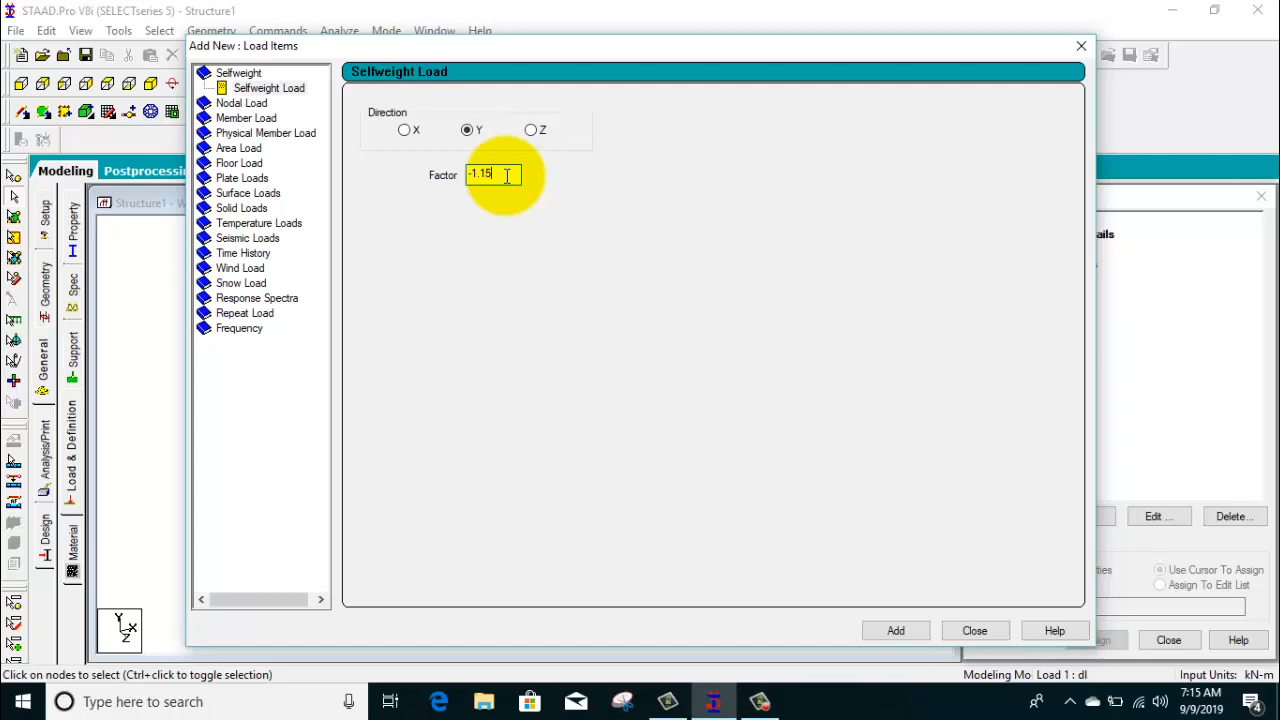 STAAD.Pro V8i (SELECTseries 5) - Structure1
File Edit View Tools Select Geometry Commands Analyze Mode Window Help
Add New : Load Items
Selfweight
Selfweight Load
Nodal Load
Member Load
Physical Member Load
Area Load
Floor Load
Plate Loads
Surface Loads
Solid Loads
Temperature Loads
Seismic Loads
Time History
Wind Load
Snow Load
Response Spectra
Repeat Load
Frequency
Selfweight Load
Direction
X Y Z
Factor -1.15
Add Close Help
Modeling Postprocessing
Structure1 - W
Setup
Geometry
General
Analysis/Print
Design
Property
Spec
Support
Load & Definition
Material
Y
X
Z
ails
Edit ... Delete...
Use Cursor To Assign
Assign To Edit List
Close Help
Click on nodes to select (Ctrl+click to toggle selection)
Modeling Mo Load 1 : dl Input Units: kN-m
Type here to search
7:15 AM
9/9/2019
4